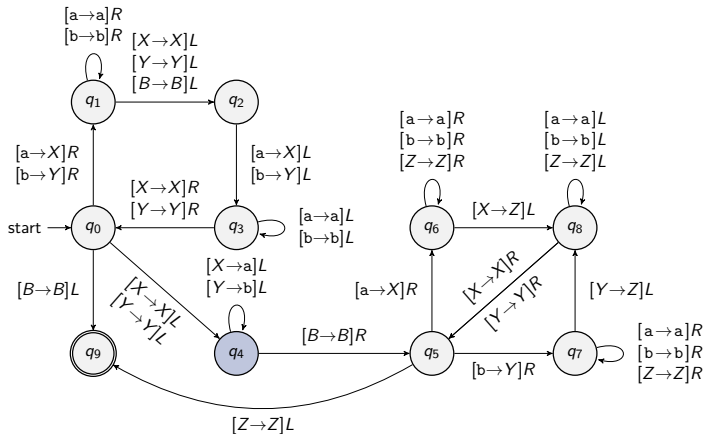 [a→a]R
[b→b]R
[X→X]L
[Y→Y]L
[B→B]L
q1
q2
[a→X]R
[b→Y]R
[a→X]L
[b→Y]L
[X→X]R
[Y→Y]R
start
q0
q3
[a→a]L
[b→b]L
[B→B]L
[X→X]L
[Y→Y]L
[X→a]L
[Y→b]L
q9
q4
[B→B]R
[a→a]R
[b→b]R
[Z→Z]R
[a→a]L
[b→b]L
[Z→Z]L
q6
[X→Z]L
q8
[a→X]R
[X→X]R
[Y→Y]R
[Y→Z]L
q5
[b→Y]R
q7
[a→a]R
[b→b]R
[Z→Z]R
[Z→Z]L